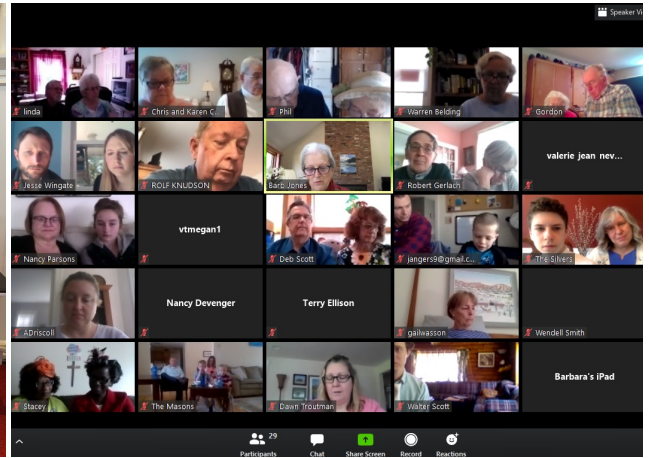 Speaker Vi
linda
Chris and Karen C...
Phil
Warren Belding
Gordon
Jesse Wingate
ROLF KNUDSON
Barb Jones
Robert Gerlach
valerie jean nev...
Nancy Parsons
vtmegan1
Deb Scott
jangers9@gmail.c...
The Silvers
ADriscoll
Nancy Devenger
Terry Ellison
gailwasson
Wendell Smith
Stacey
The Masons
Dawn Troutman
Walter Scott
Barbara's iPad
29
Participants
Chat
Share Screen
Record
Reactions